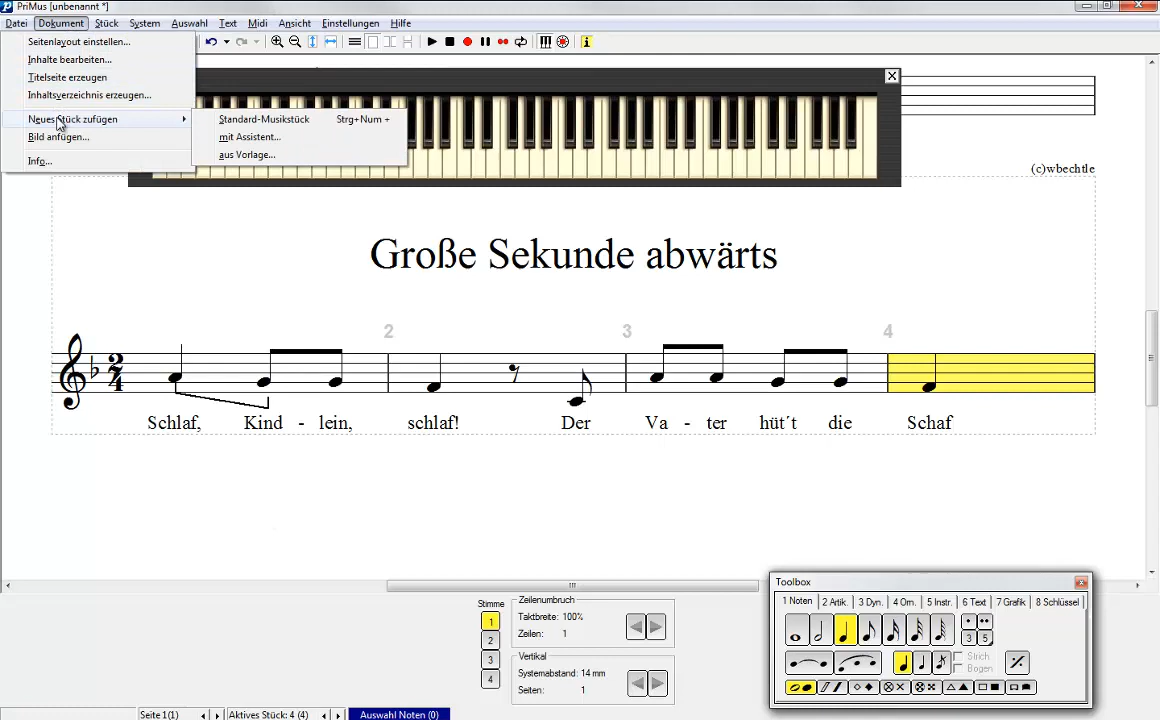 PriMus [unbenannt *]
Datei Dokument Stück System Auswahl Text Midi Ansicht Einstellungen Hilfe
Seitenlayout einstellen...
Inhalte bearbeiten...
Titelseite erzeugen
Inhaltsverzeichnis erzeugen...
Neues Stück zufügen
Standard-Musikstück Strg+Num +
Bild anfügen...
mit Assistent...
aus Vorlage...
Info...
(c)wbechtle
Große Sekunde abwärts
2 3 4
2
4
Schlaf, Kind - lein, schlaf! Der Va - ter hüt´t die Schaf
Toolbox
1 Noten 2 Artik. 3 Dyn. 4 Orn. 5 Instr. 6 Text 7 Grafik 8 Schlüssel
3 5
Strich
Bogen
Stimme
1
2
3
4
Zeilenumbruch
Taktbreite: 100%
Zeilen: 1
Vertikal
Systemabstand: 14 mm
Seiten: 1
Seite 1(1) Aktives Stück: 4 (4) Auswahl Noten (0)